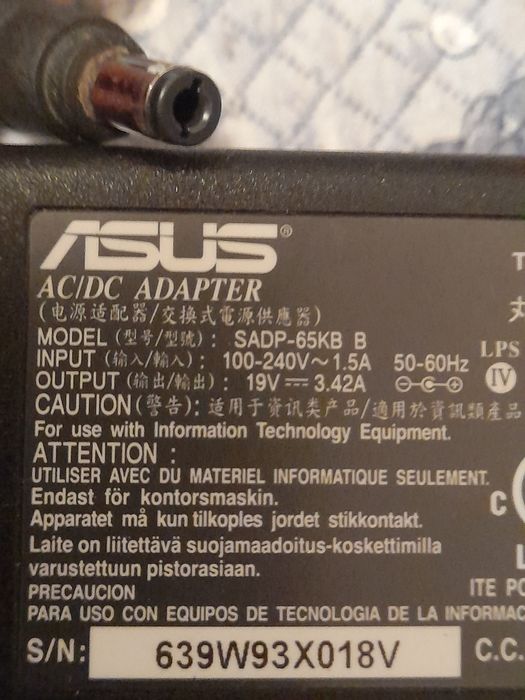 ASUS®
AC/DC ADAPTER
(电源适配器/交換式電源供應器)
MODEL (型号/型號) : SADP-65KB B
INPUT (输入/輸入) : 100-240V~1.5A 50-60Hz
LPS
OUTPUT (输出/輸出) : 19V ⎓ 3.42A
IV
CAUTION (警告): 适用于资讯类产品/適用於資訊類產品
For use with Information Technology Equipment.
ATTENTION :
UTILISER AVEC DU MATERIEL INFORMATIQUE SEULEMENT.
Endast för kontorsmaskin.
Apparatet må kun tilkoples jordet stikkontakt.
Laite on liitettävä suojamaadoitus-koskettimilla
varustettuun pistorasiaan.
PRECAUCION
ITE
PARA USO CON EQUIPOS DE TECNOLOGIA DE LA
S/N: 639W93X018V
C.C.